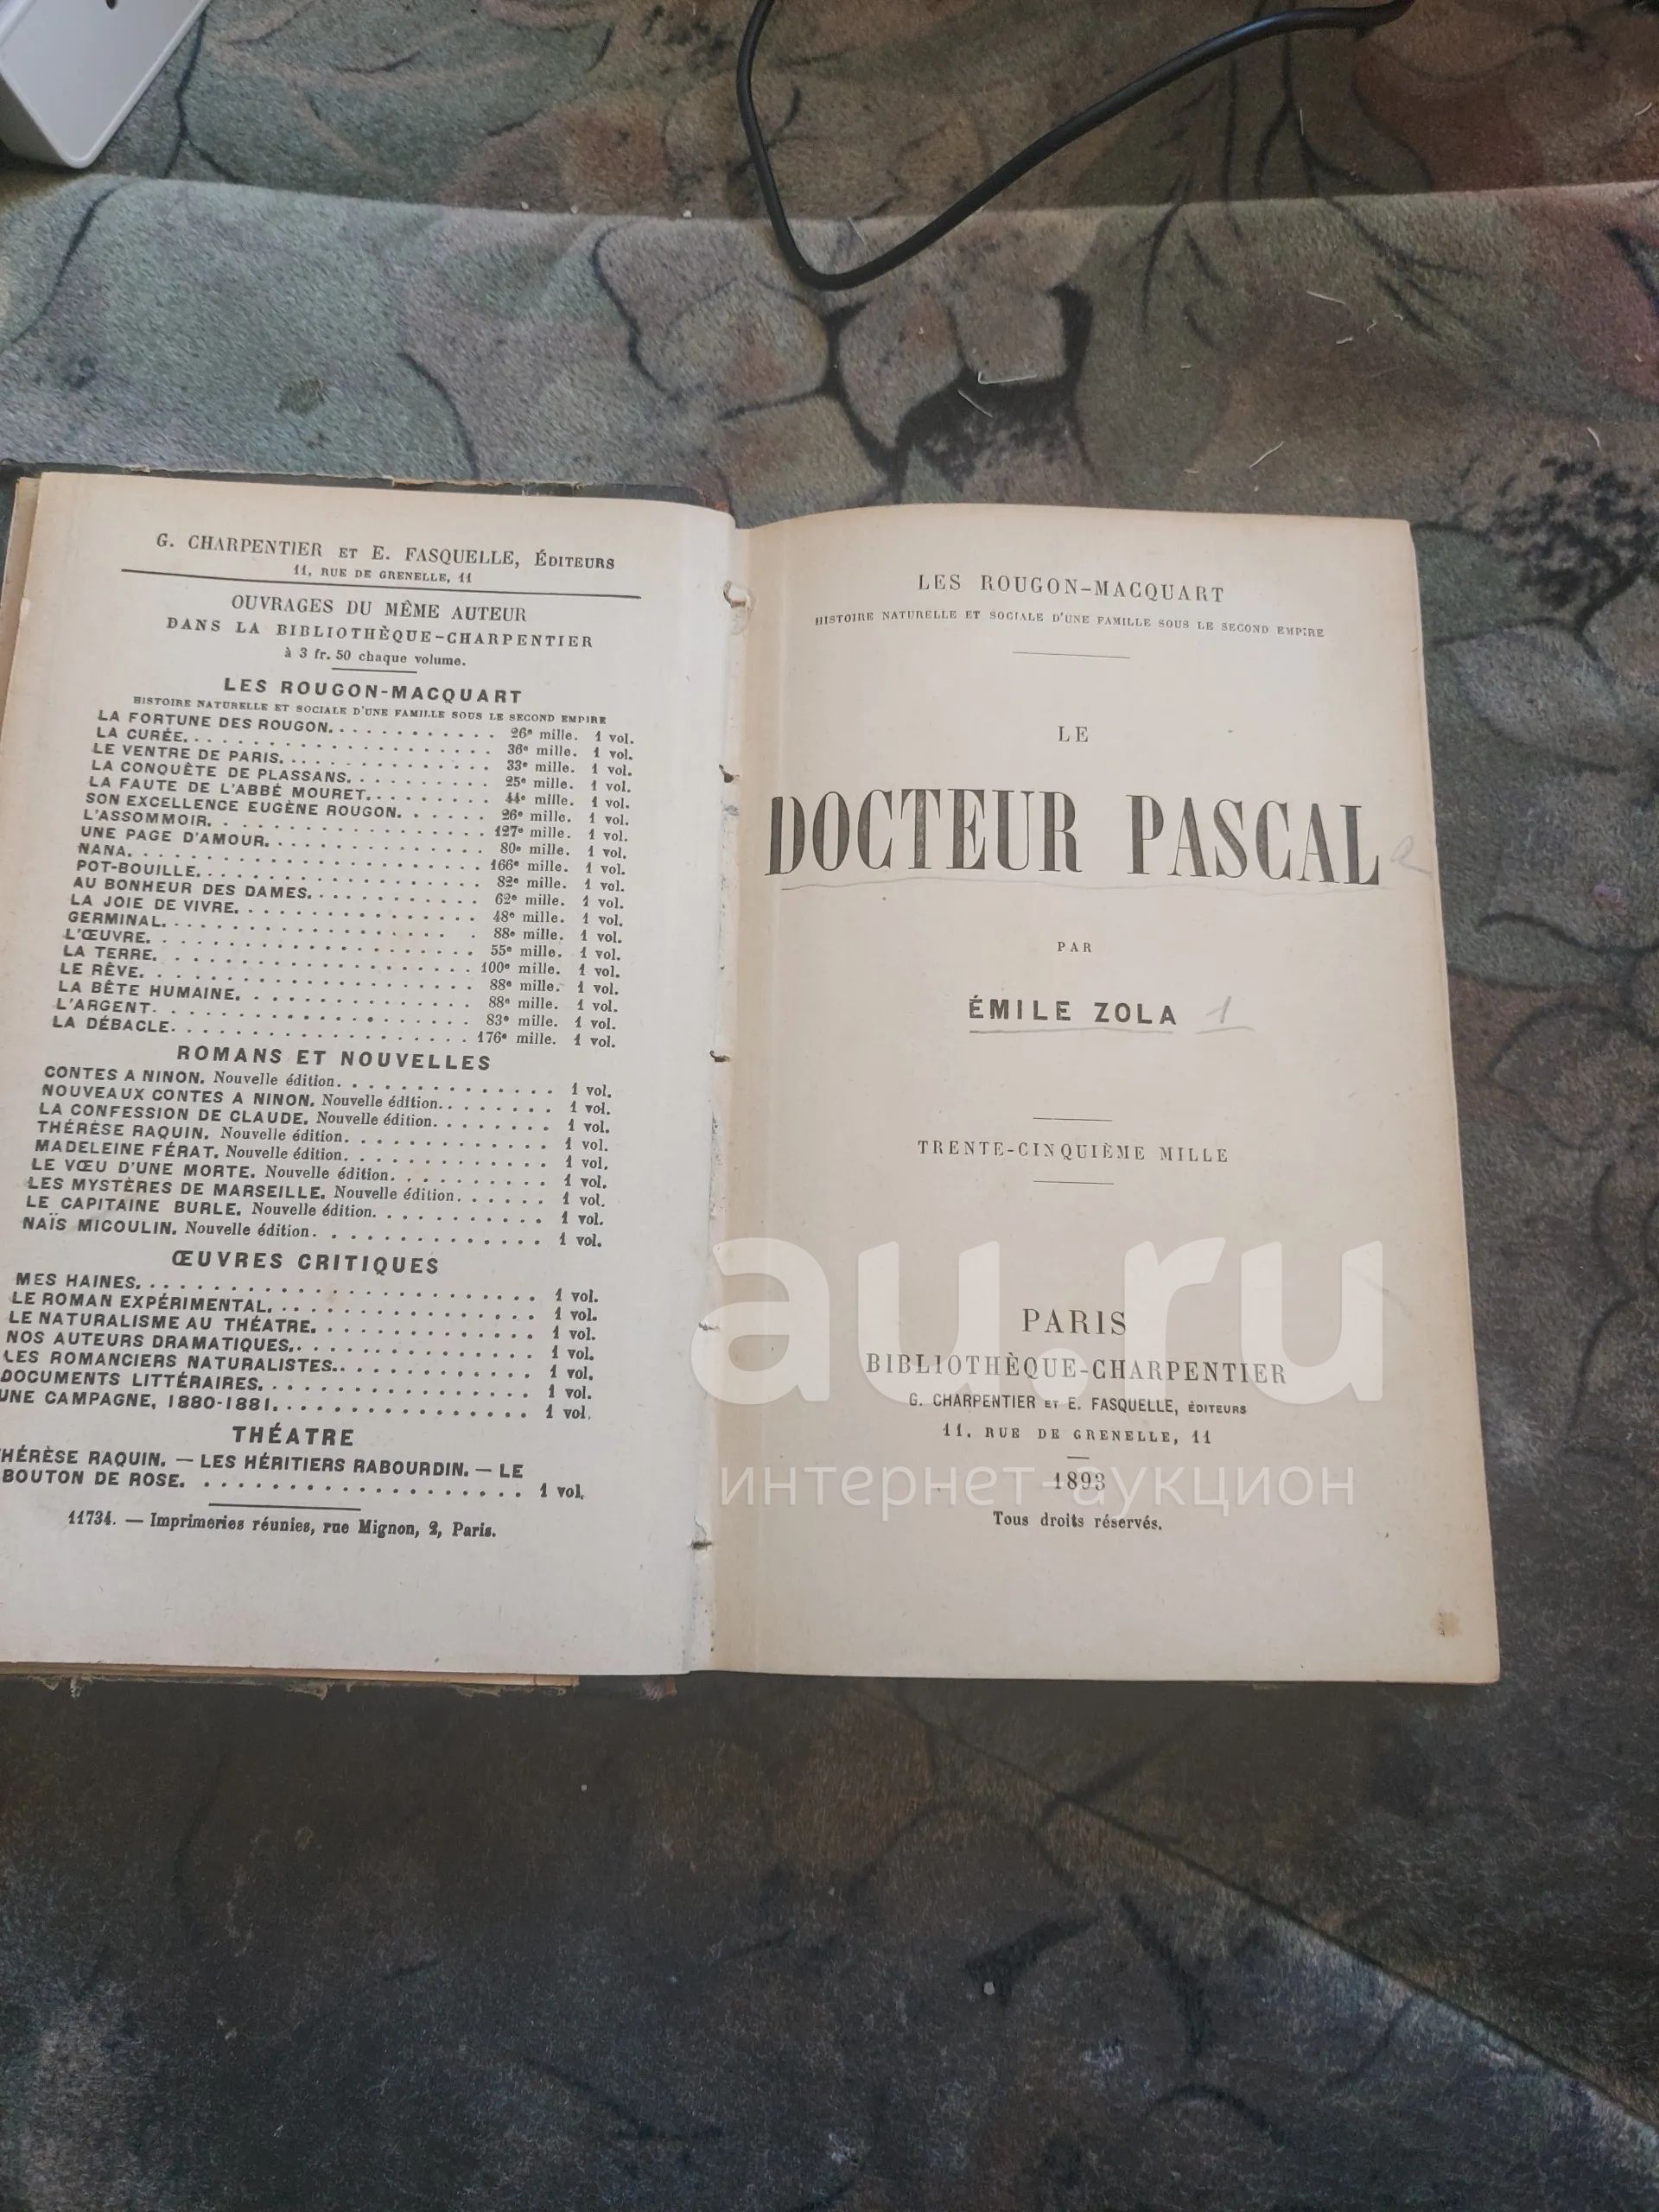 G. CHARPENTIER ET E. FASQUELLE, ÉDITEURS
11, RUE DE GRENELLE, 11
OUVRAGES DU MÊME AUTEUR
DANS LA BIBLIOTHÈQUE-CHARPENTIER
à 3 fr. 50 chaque volume.
LES ROUGON-MACQUART
HISTOIRE NATURELLE ET SOCIALE D'UNE FAMILLE SOUS LE SECOND EMPIRE
LA FORTUNE DES ROUGON. . . . . . . . . . . . 26e mille. 1 vol.
LA CURÉE. . . . . . . . . . . . . . . . . . . 36e mille. 1 vol.
LE VENTRE DE PARIS. . . . . . . . . . . . . . 33e mille. 1 vol.
LA CONQUÊTE DE PLASSANS. . . . . . . . . . 25e mille. 1 vol.
LA FAUTE DE L'ABBÉ MOURET. . . . . . . . . 44e mille. 1 vol.
SON EXCELLENCE EUGÈNE ROUGON. . . . . . . 26e mille. 1 vol.
L'ASSOMMOIR. . . . . . . . . . . . . . . . . 127e mille. 1 vol.
UNE PAGE D'AMOUR. . . . . . . . . . . . . . . 80e mille. 1 vol.
NANA. . . . . . . . . . . . . . . . . . . . . 166e mille. 1 vol.
POT-BOUILLE. . . . . . . . . . . . . . . . . . 82e mille. 1 vol.
AU BONHEUR DES DAMES. . . . . . . . . . . . 62e mille. 1 vol.
LA JOIE DE VIVRE. . . . . . . . . . . . . . . 48e mille. 1 vol.
GERMINAL. . . . . . . . . . . . . . . . . . . 88e mille. 1 vol.
L'ŒUVRE. . . . . . . . . . . . . . . . . . . . 55e mille. 1 vol.
LA TERRE. . . . . . . . . . . . . . . . . . . 100e mille. 1 vol.
LE RÊVE. . . . . . . . . . . . . . . . . . . . 88e mille. 1 vol.
LA BÊTE HUMAINE. . . . . . . . . . . . . . . 88e mille. 1 vol.
L'ARGENT. . . . . . . . . . . . . . . . . . . 83e mille. 1 vol.
LA DÉBACLE. . . . . . . . . . . . . . . . . . 176e mille. 1 vol.
ROMANS ET NOUVELLES
CONTES A NINON. Nouvelle édition. . . . . . . . . . . . . 1 vol.
NOUVEAUX CONTES A NINON. Nouvelle édition. . . . . . . . 1 vol.
LA CONFESSION DE CLAUDE. Nouvelle édition. . . . . . . . 1 vol.
THÉRÈSE RAQUIN. Nouvelle édition. . . . . . . . . . . . . 1 vol.
MADELEINE FÉRAT. Nouvelle édition. . . . . . . . . . . . 1 vol.
LE VŒU D'UNE MORTE. Nouvelle édition. . . . . . . . . . 1 vol.
LES MYSTÈRES DE MARSEILLE. Nouvelle édition. . . . . . . 1 vol.
LE CAPITAINE BURLE. Nouvelle édition. . . . . . . . . . . 1 vol.
NAÏS MICOULIN. Nouvelle édition. . . . . . . . . . . . . . 1 vol.
ŒUVRES CRITIQUES
MES HAINES. . . . . . . . . . . . . . . . . . . . . . . 1 vol.
LE ROMAN EXPÉRIMENTAL. . . . . . . . . . . . . . . . . 1 vol.
LE NATURALISME AU THÉATRE. . . . . . . . . . . . . . . 1 vol.
NOS AUTEURS DRAMATIQUES. . . . . . . . . . . . . . . . 1 vol.
LES ROMANCIERS NATURALISTES. . . . . . . . . . . . . . 1 vol.
DOCUMENTS LITTÉRAIRES. . . . . . . . . . . . . . . . . 1 vol.
UNE CAMPAGNE, 1880-1881. . . . . . . . . . . . . . . . 1 vol.
THÉATRE
HÉRÈSE RAQUIN. — LES HÉRITIERS RABOURDIN. — LE
BOUTON DE ROSE. . . . . . . . . . . . . . . . . . . 1 vol.
11734. — Imprimeries réunies, rue Mignon, 2, Paris.
LES ROUGON-MACQUART
HISTOIRE NATURELLE ET SOCIALE D'UNE FAMILLE SOUS LE SECOND EMPIRE
LE
DOCTEUR PASCAL
PAR
ÉMILE ZOLA 1
TRENTE-CINQUIÈME MILLE
PARIS
BIBLIOTHÈQUE-CHARPENTIER
G. CHARPENTIER ET E. FASQUELLE, ÉDITEURS
11, RUE DE GRENELLE, 11
1893
Tous droits réservés.
au.ru
интернет-аукцион